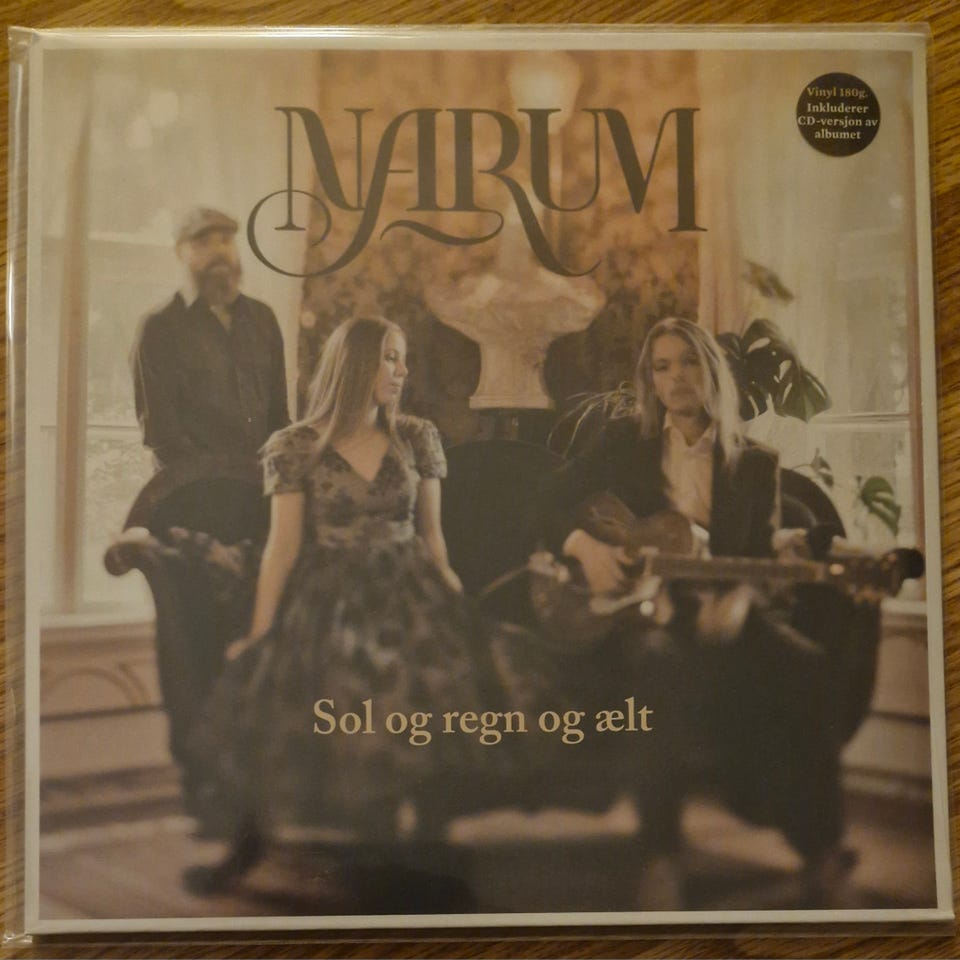 NARUM
Vinyl 180g.
Inkluderer
CD-versjon av
albumet
Sol og regn og ælt